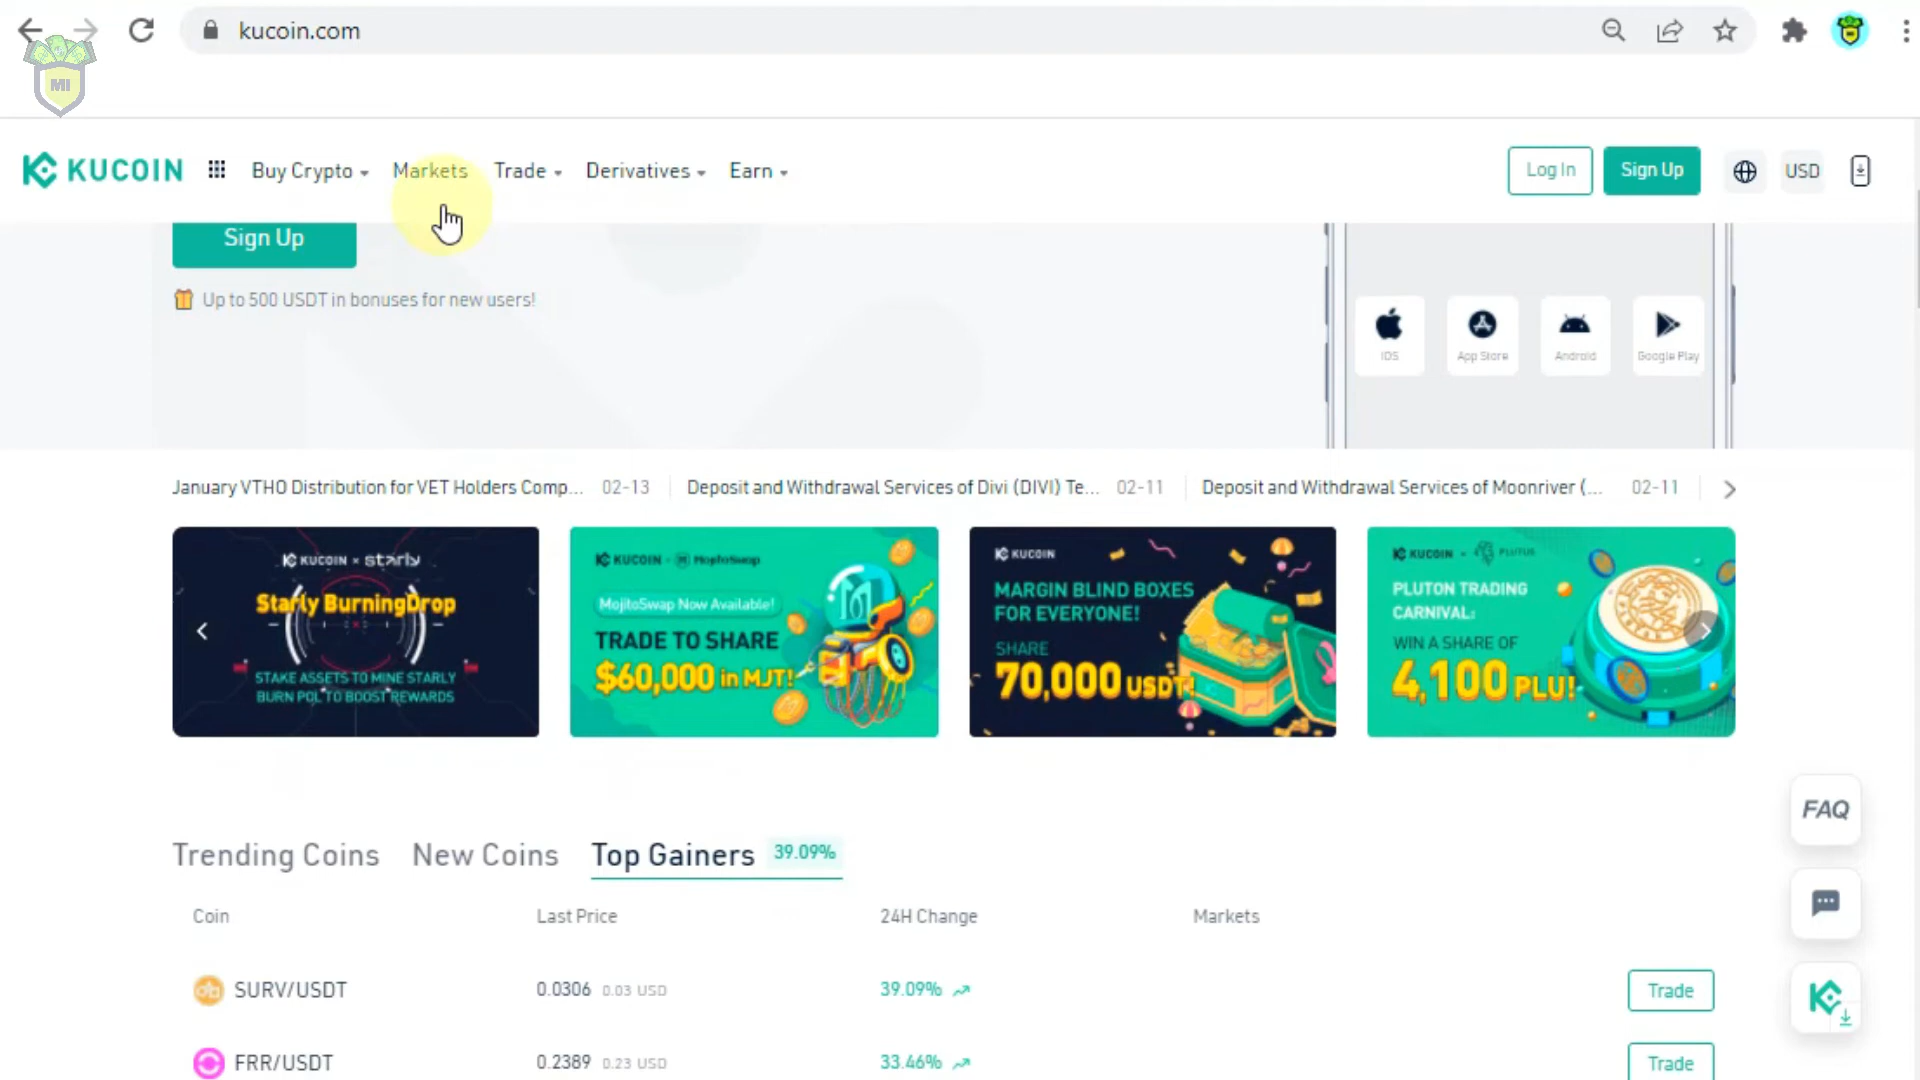 kucoin.com
MI
KUCOIN
Buy Crypto
Markets
Trade
Derivatives
Earn
Log In
Sign Up
USD
Sign Up
Up to 500 USDT in bonuses for new users!
iOS
App Store
Android
Google Play
January VTHO Distribution for VET Holders Comp... 02-13
Deposit and Withdrawal Services of Divi (DIVI) Te... 02-11
Deposit and Withdrawal Services of Moonriver (... 02-11
KUCOIN × starly
Starly BurningDrop
STAKE ASSETS TO MINE STARLY
BURN POL TO BOOST REWARDS
KUCOIN MojitoSwap
MojitoSwap Now Available!
TRADE TO SHARE
$60,000 in MJT!
KUCOIN
MARGIN BLIND BOXES
FOR EVERYONE!
SHARE
70,000 USDT!
KUCOIN PLUTUS
PLUTON TRADING
CARNIVAL:
WIN A SHARE OF
4,100 PLU!
FAQ
Trending Coins
New Coins
Top Gainers 39.09%
Coin Last Price 24H Change Markets
SURV/USDT 0.0306 0.03 USD 39.09% Trade
FRR/USDT 0.2389 0.23 USD 33.46% Trade